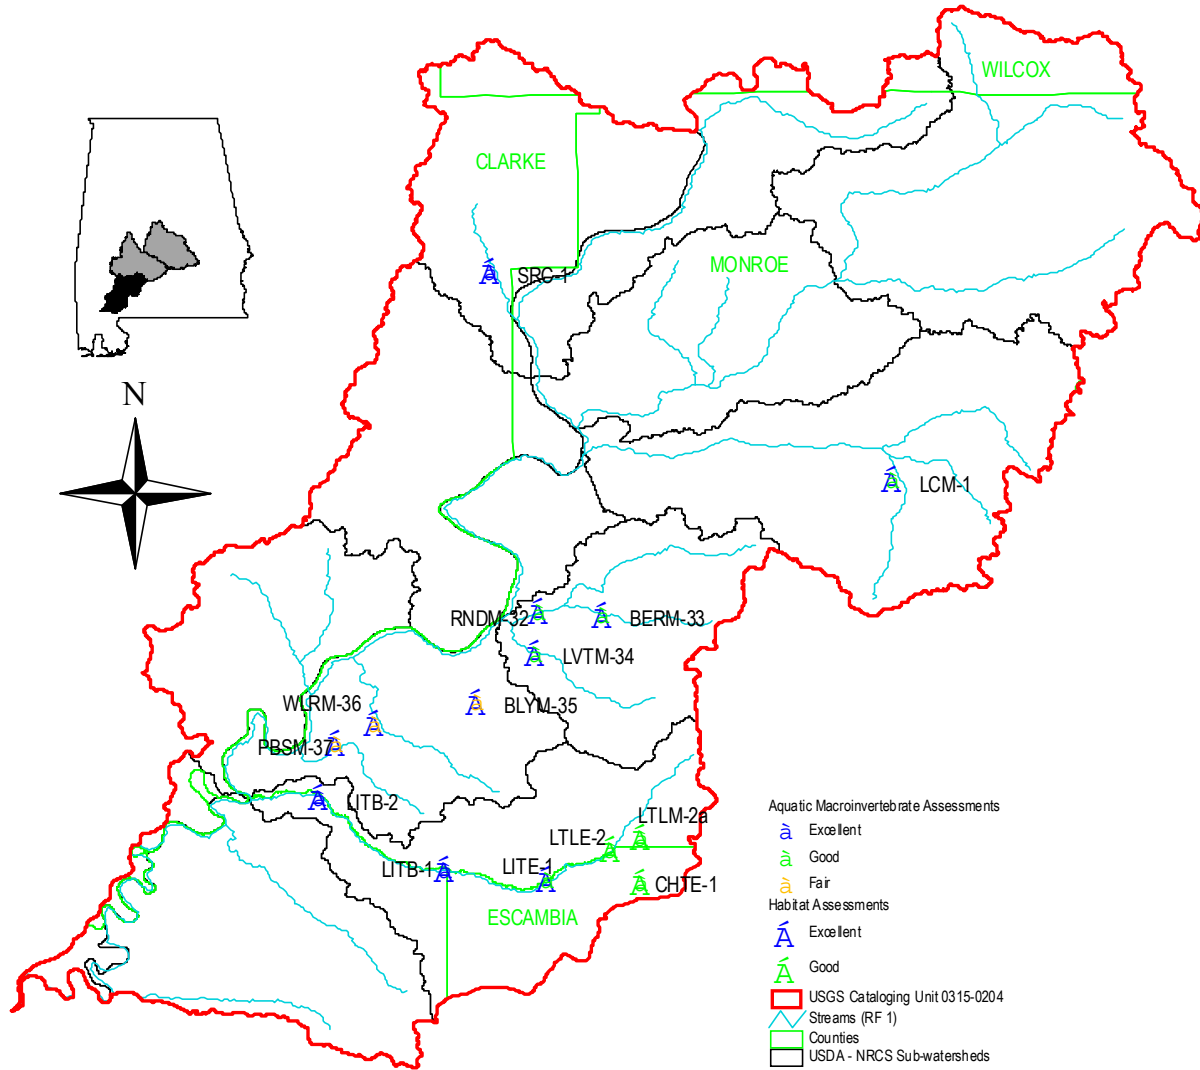 WILCOX
CLARKE
SRC-1
MONROE
N
LCM-1
RNDM-32
BERM-33
LVTM-34
WLRM-36
BLYM-35
PBSM-37
LITB-2
LTLM-2a
LTLE-2
LITB-1
LITE-1
CHTE-1
ESCAMBIA
Aquatic Macroinvertebrate Assessments
à Excellent
à Good
à Fair
Habitat Assessments
Á Excellent
Á Good
USGS Cataloging Unit 0315-0204
Streams (RF 1)
Counties
USDA - NRCS Sub-watersheds